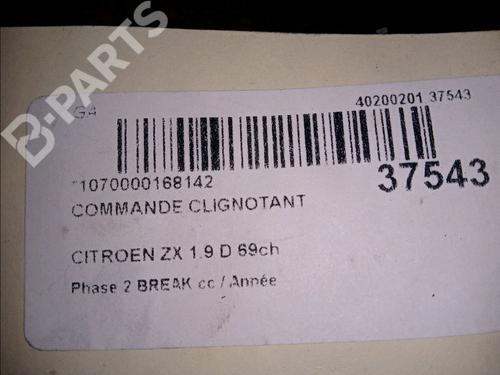 B-PARTS
G4
40200201 37543
*1070000168142
37543
COMMANDE CLIGNOTANT
CITROEN ZX 1.9 D 69ch
Phase 2 BREAK cc / Année